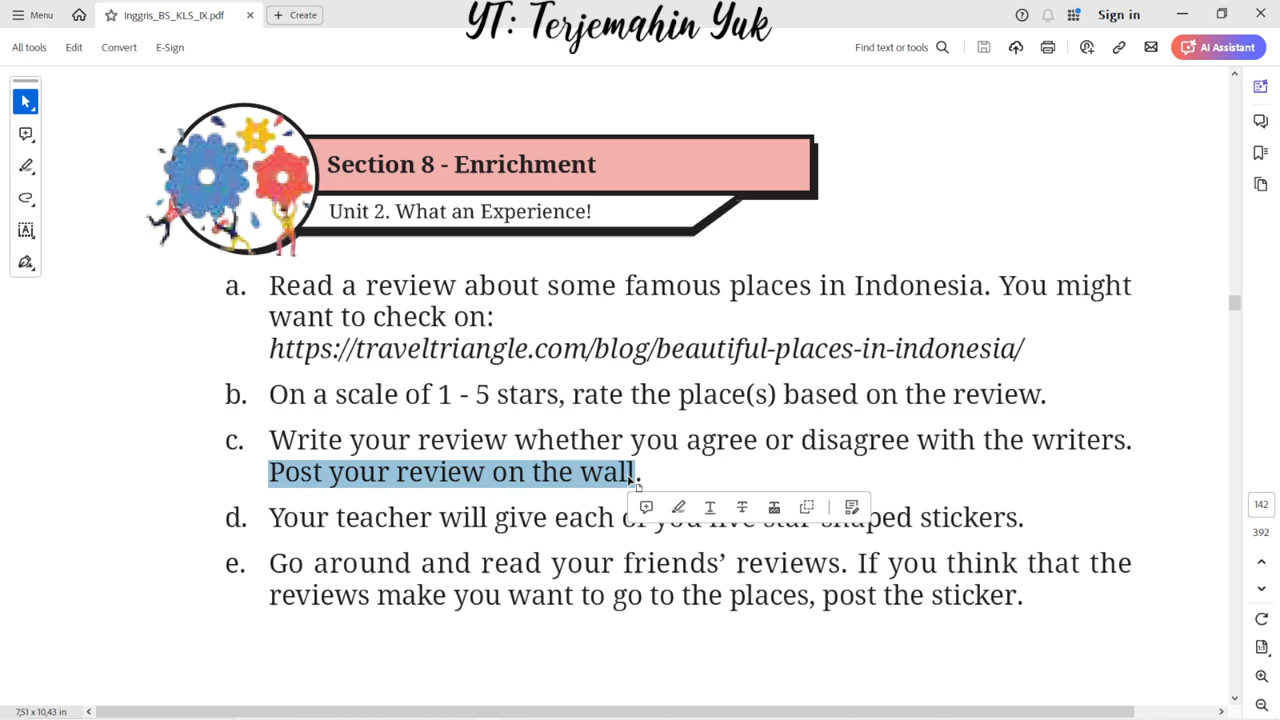 Menu
Inggris_BS_KLS_IX.pdf
Create
YT: Terjemahin Yuk
Sign in
All tools
Edit
Convert
E-Sign
Find text or tools
AI Assistant
Section 8 - Enrichment
Unit 2. What an Experience!
a. Read a review about some famous places in Indonesia. You might
want to check on:
https://traveltriangle.com/blog/beautiful-places-in-indonesia/
b. On a scale of 1 - 5 stars, rate the place(s) based on the review.
c. Write your review whether you agree or disagree with the writers.
Post your review on the wall.
d. Your teacher will give each of you five star-shaped stickers.
e. Go around and read your friends’ reviews. If you think that the
reviews make you want to go to the places, post the sticker.
142
392
7,51 x 10,43 in